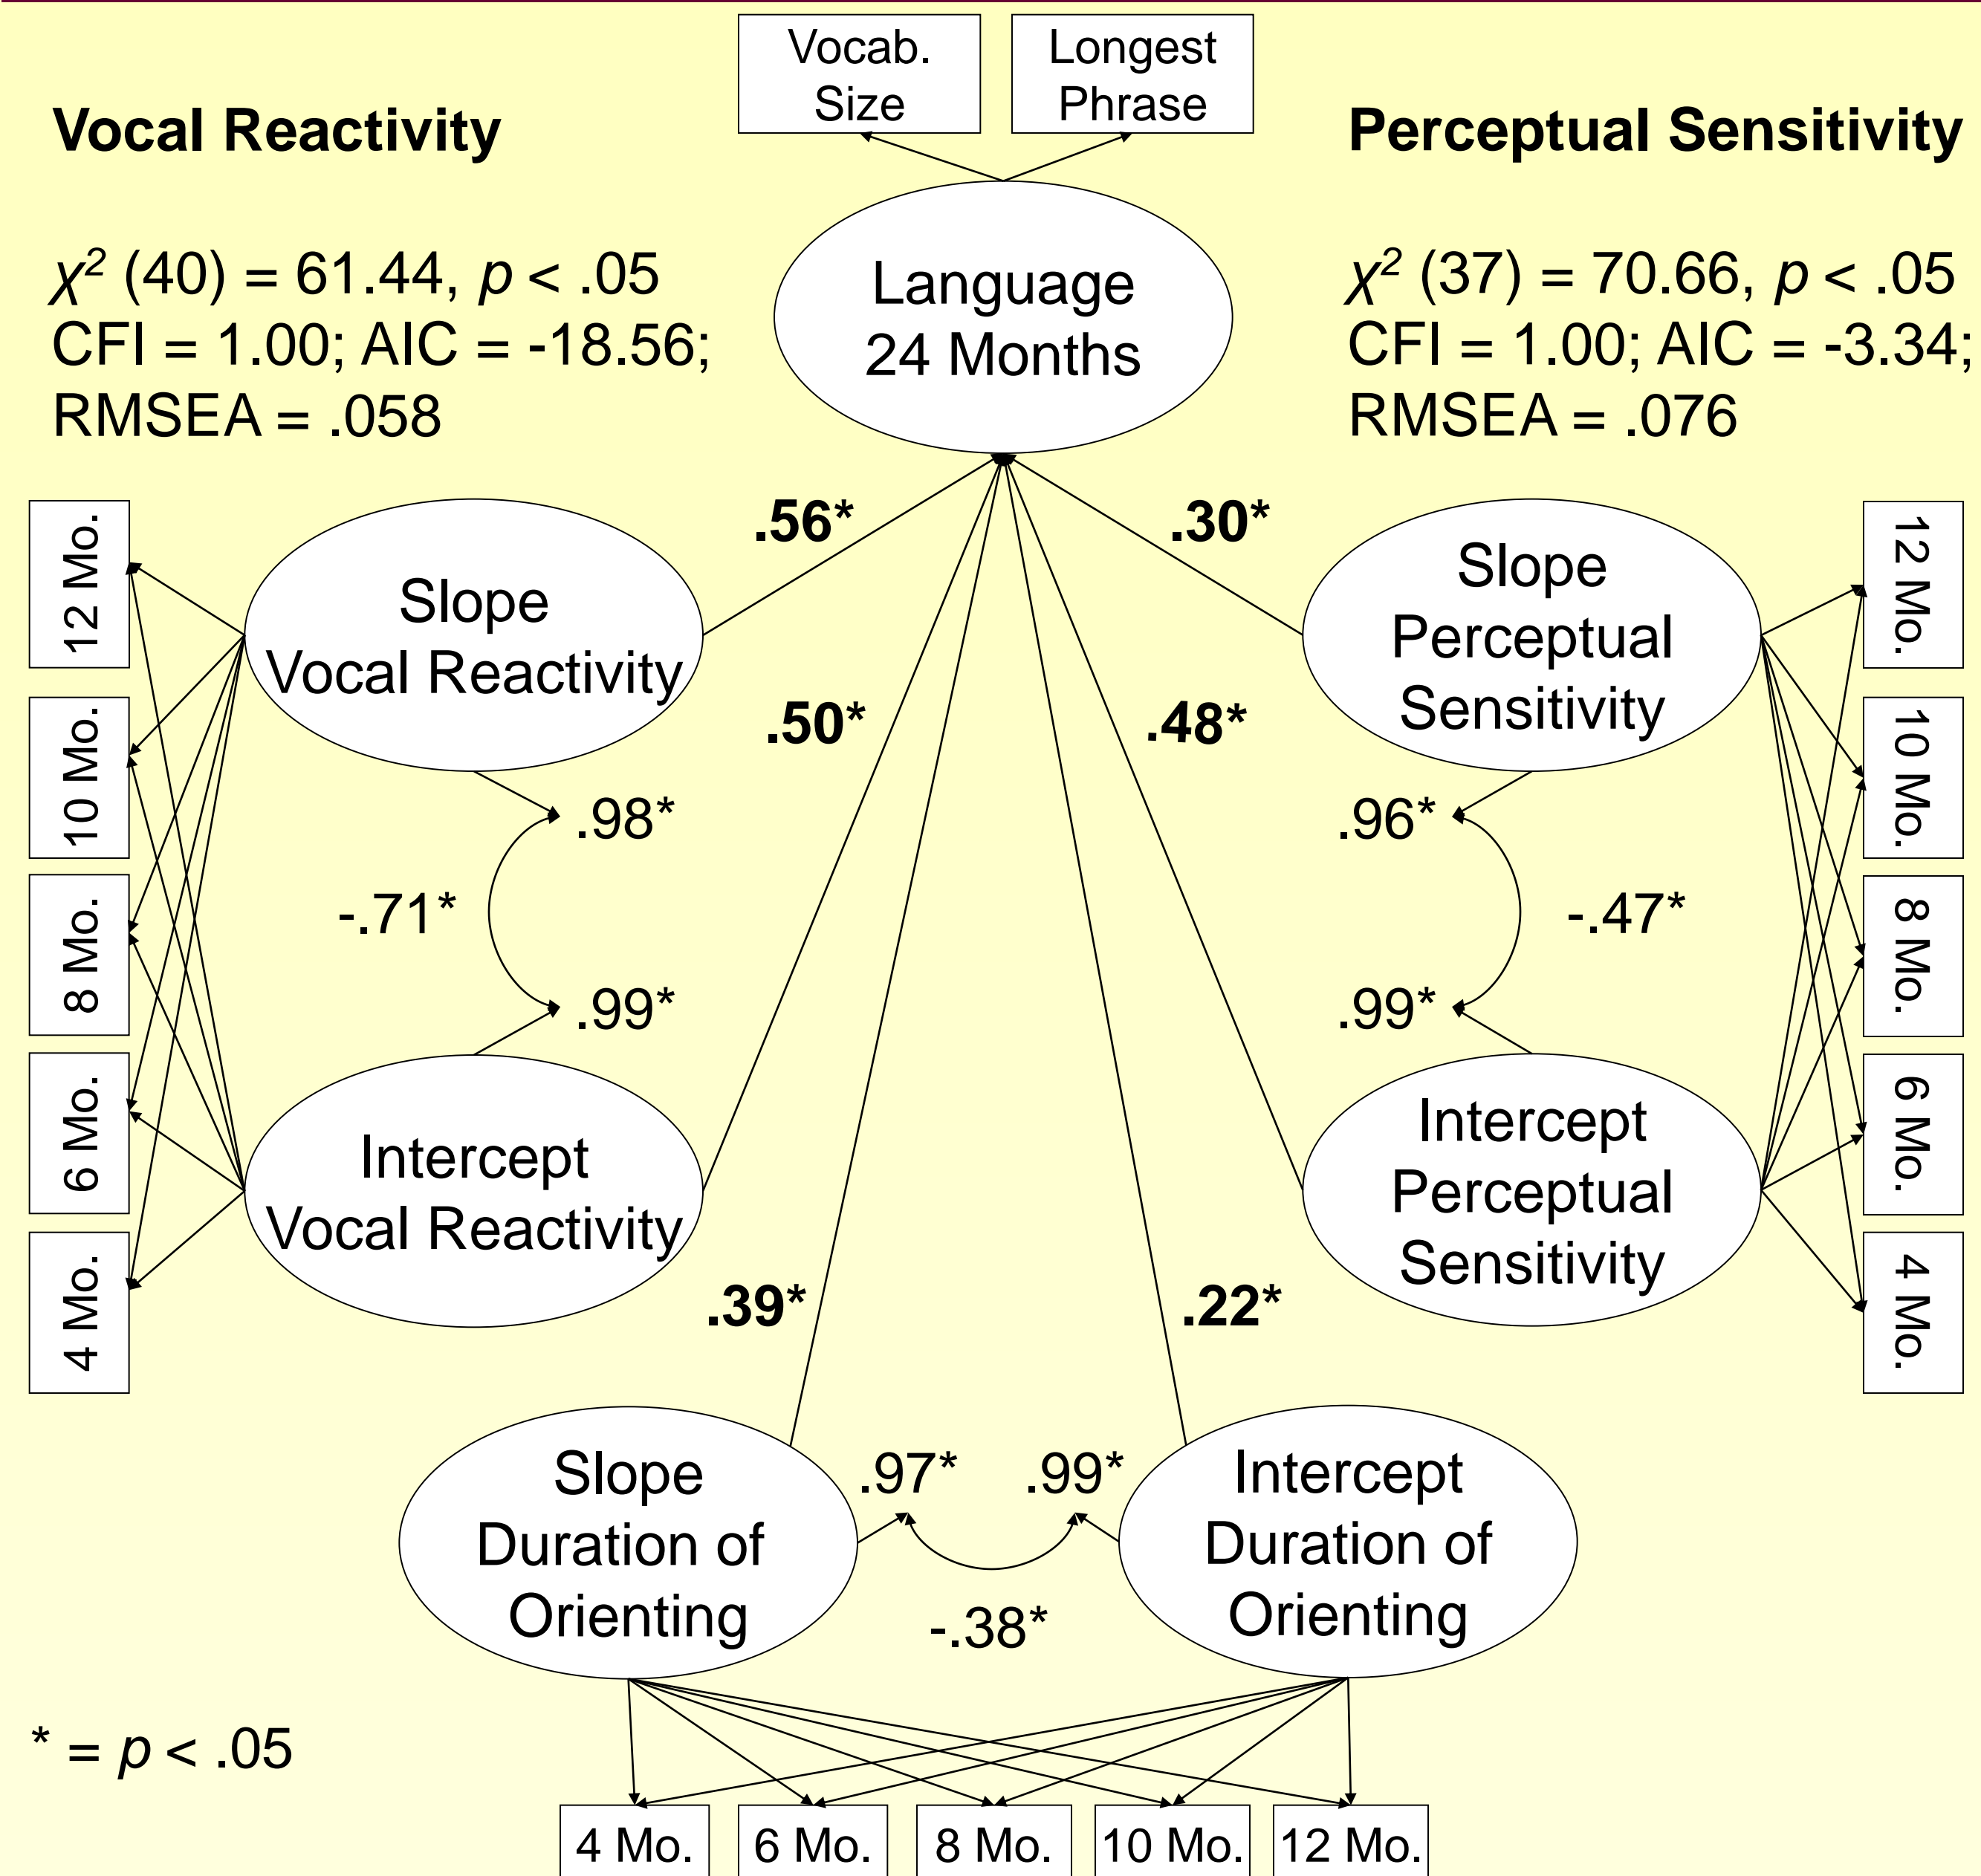 Vocab.
Size
Longest
Phrase
Vocal Reactivity
χ² (40) = 61.44, p < .05
CFI = 1.00; AIC = -18.56;
RMSEA = .058
Perceptual Sensitivity
χ² (37) = 70.66, p < .05
CFI = 1.00; AIC = -3.34;
RMSEA = .076
Language
24 Months
.56*
.30*
.50*
.48*
.39*
.22*
12 Mo.
10 Mo.
8 Mo.
6 Mo.
4 Mo.
Slope
Vocal Reactivity
.98*
-.71*
.99*
Intercept
Vocal Reactivity
Slope
Perceptual
Sensitivity
.96*
-.47*
.99*
Intercept
Perceptual
Sensitivity
12 Mo.
10 Mo.
8 Mo.
6 Mo.
4 Mo.
Slope
Duration of
Orienting
.97*
.99*
-.38*
Intercept
Duration of
Orienting
* = p < .05
4 Mo.
6 Mo.
8 Mo.
10 Mo.
12 Mo.